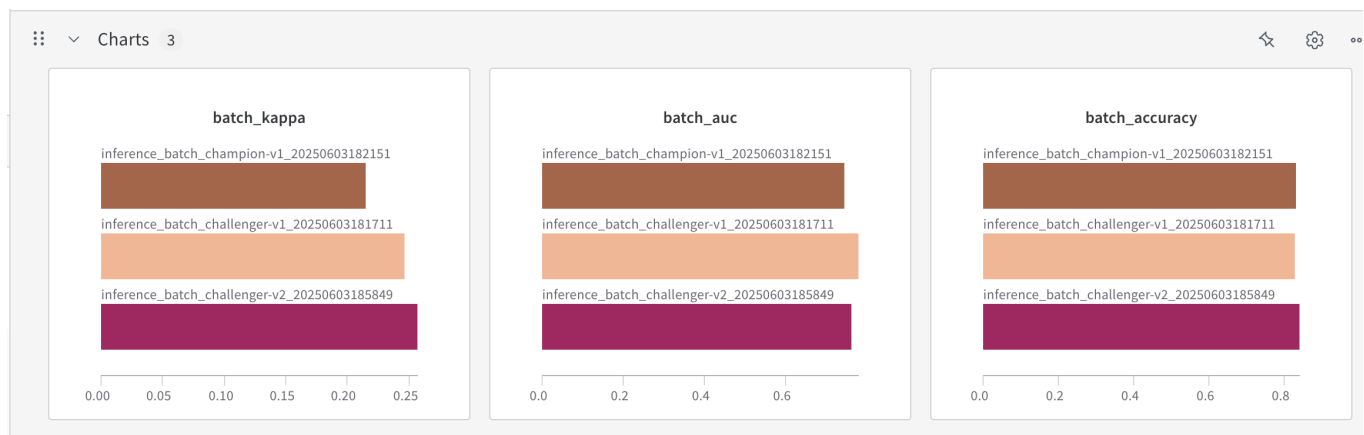 Charts 3
batch_kappa
inference_batch_champion-v1_20250603182151
inference_batch_challenger-v1_20250603181711
inference_batch_challenger-v2_20250603185849
0.00 0.05 0.10 0.15 0.20 0.25
batch_auc
inference_batch_champion-v1_20250603182151
inference_batch_challenger-v1_20250603181711
inference_batch_challenger-v2_20250603185849
0.0 0.2 0.4 0.6
batch_accuracy
inference_batch_champion-v1_20250603182151
inference_batch_challenger-v1_20250603181711
inference_batch_challenger-v2_20250603185849
0.0 0.2 0.4 0.6 0.8